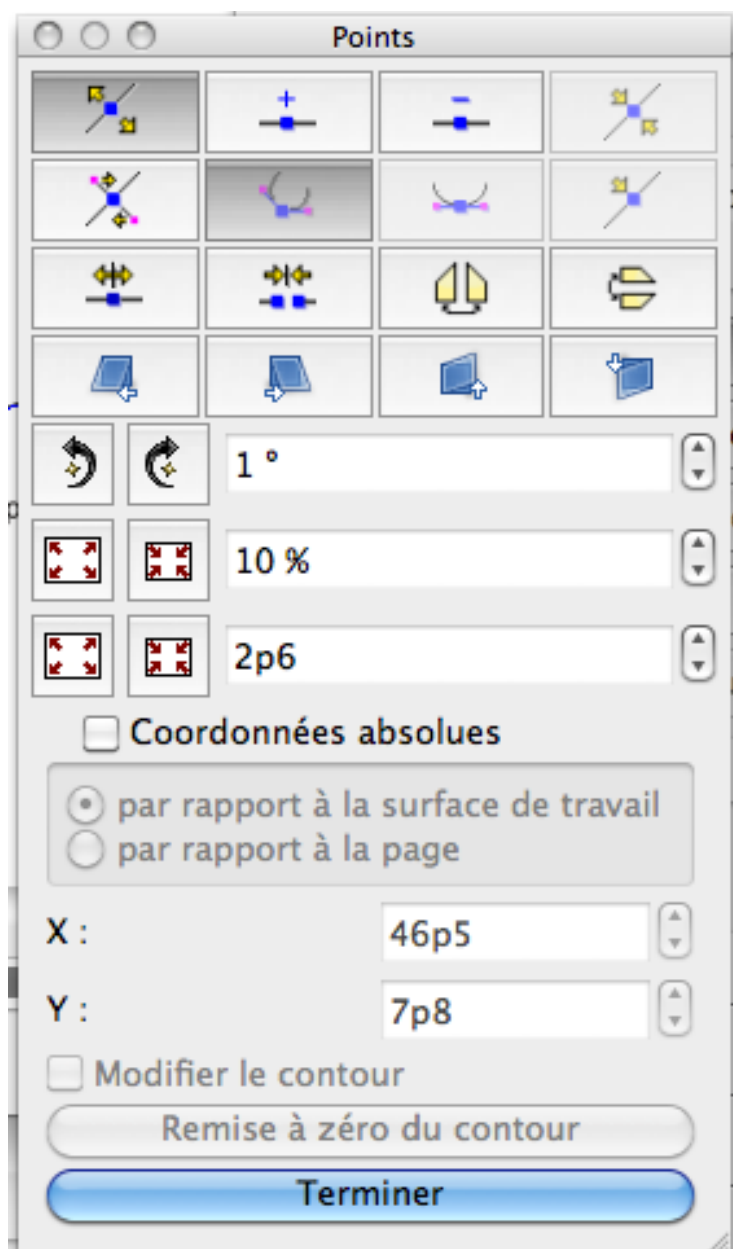 Points
1 °
10 %
2p6
Coordonnées absolues
par rapport à la surface de travail
par rapport à la page
X :
46p5
Y :
7p8
Modifier le contour
Remise à zéro du contour
Terminer